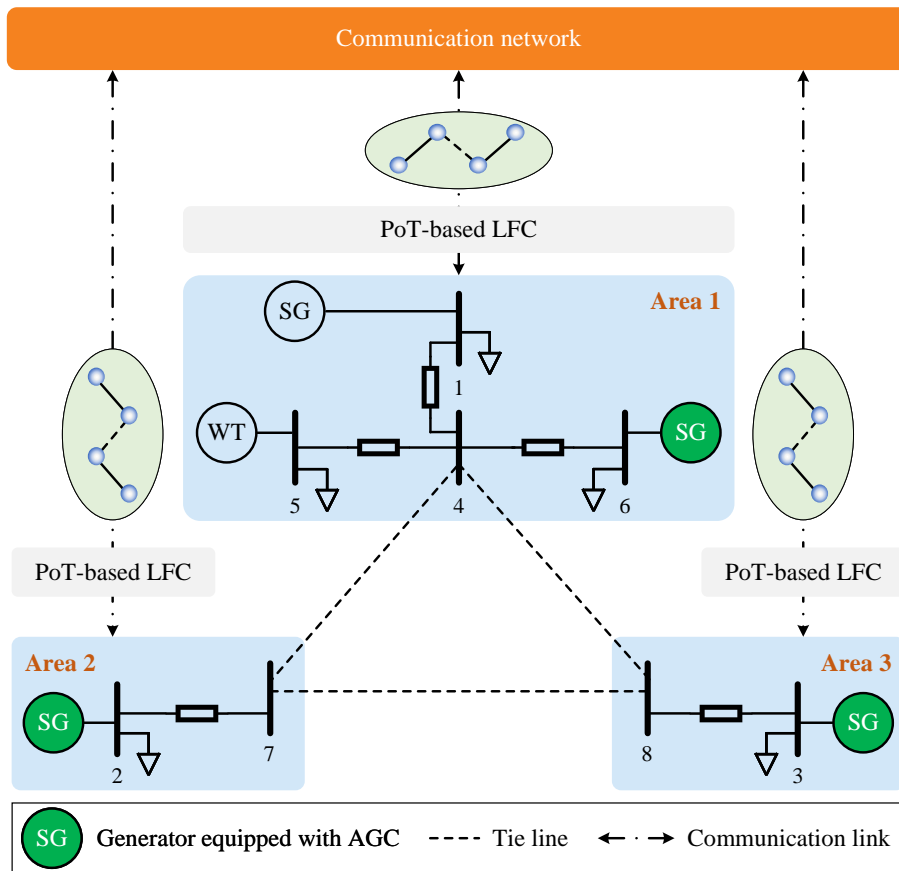 Communication network
PoT-based LFC
Area 1
SG
1
WT
SG
5
4
6
PoT-based LFC
PoT-based LFC
Area 2
Area 3
SG
SG
7
8
2
3
SG Generator equipped with AGC Tie line Communication link